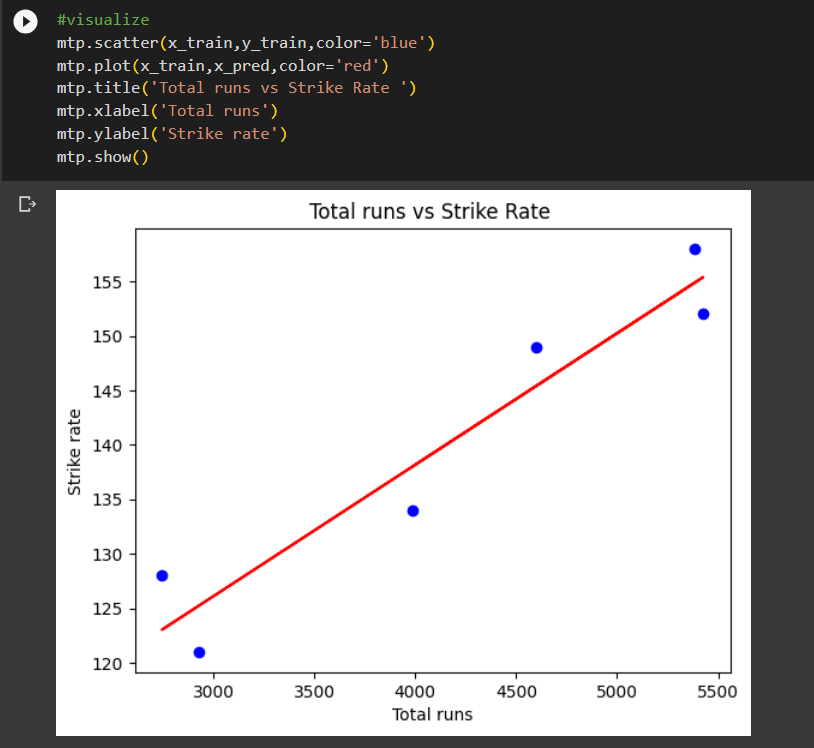 #visualize
mtp.scatter(x_train,y_train,color='blue')
mtp.plot(x_train,x_pred,color='red')
mtp.title('Total runs vs Strike Rate ')
mtp.xlabel('Total runs')
mtp.ylabel('Strike rate')
mtp.show()
Total runs vs Strike Rate
155
150
145
140
135
130
125
120
Strike rate
3000 3500 4000 4500 5000 5500
Total runs